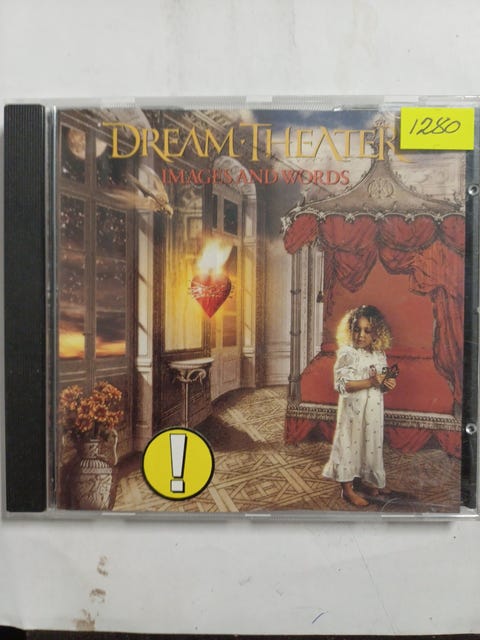 DREAM·THEATER
1280
IMAGES AND WORDS
!